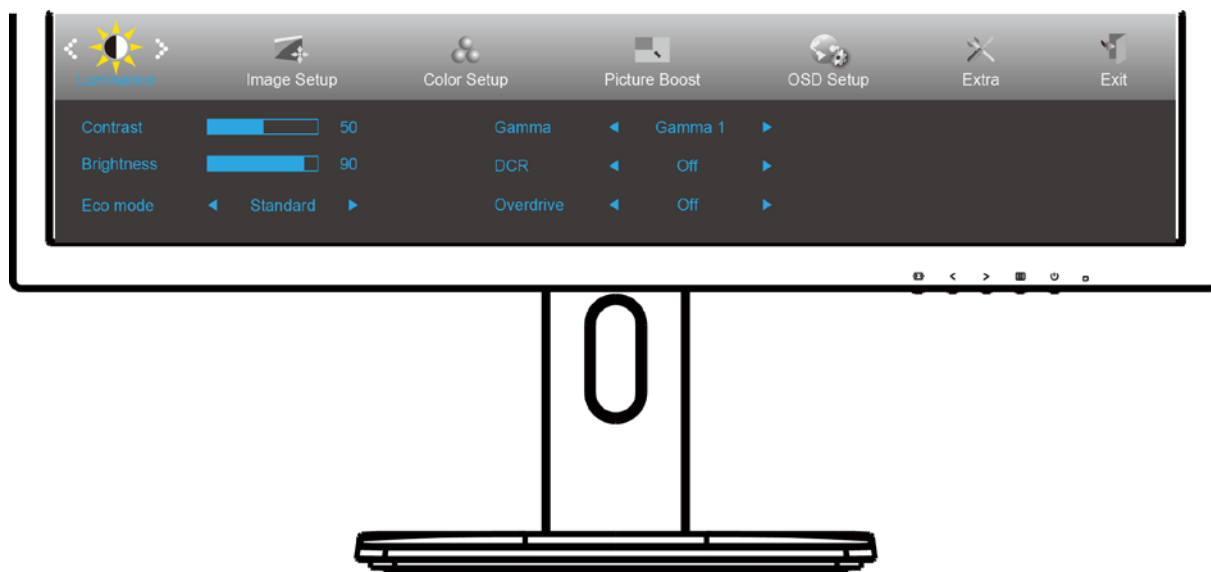 Luminance Image Setup Color Setup Picture Boost OSD Setup Extra Exit
Contrast 50 Gamma Gamma 1
Brightness 90 DCR Off
Eco mode Standard Overdrive Off